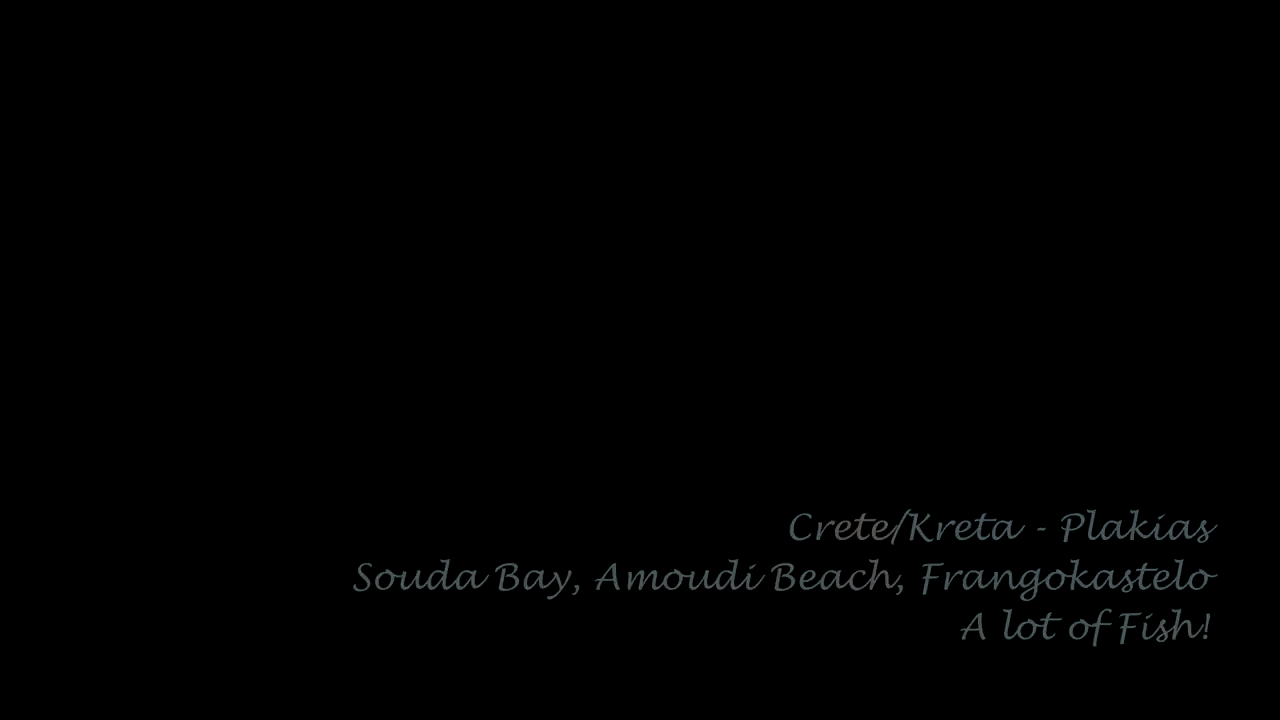 Crete/Kreta - Plakias
Souda Bay, Amoudi Beach, Frangokastelo
A lot of Fish!